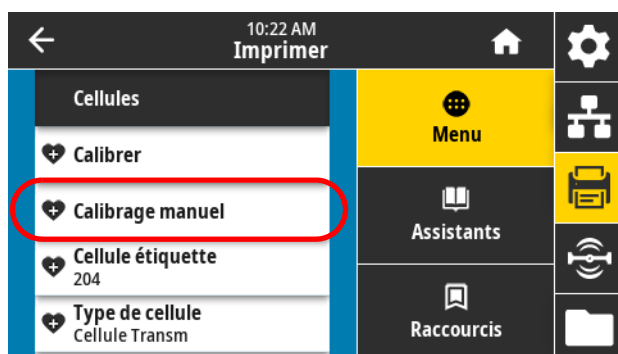 10:22 AM
Imprimer
Cellules
Calibrer
Calibrage manuel
Cellule étiquette
204
Type de cellule
Cellule Transm
Menu
Assistants
Raccourcis